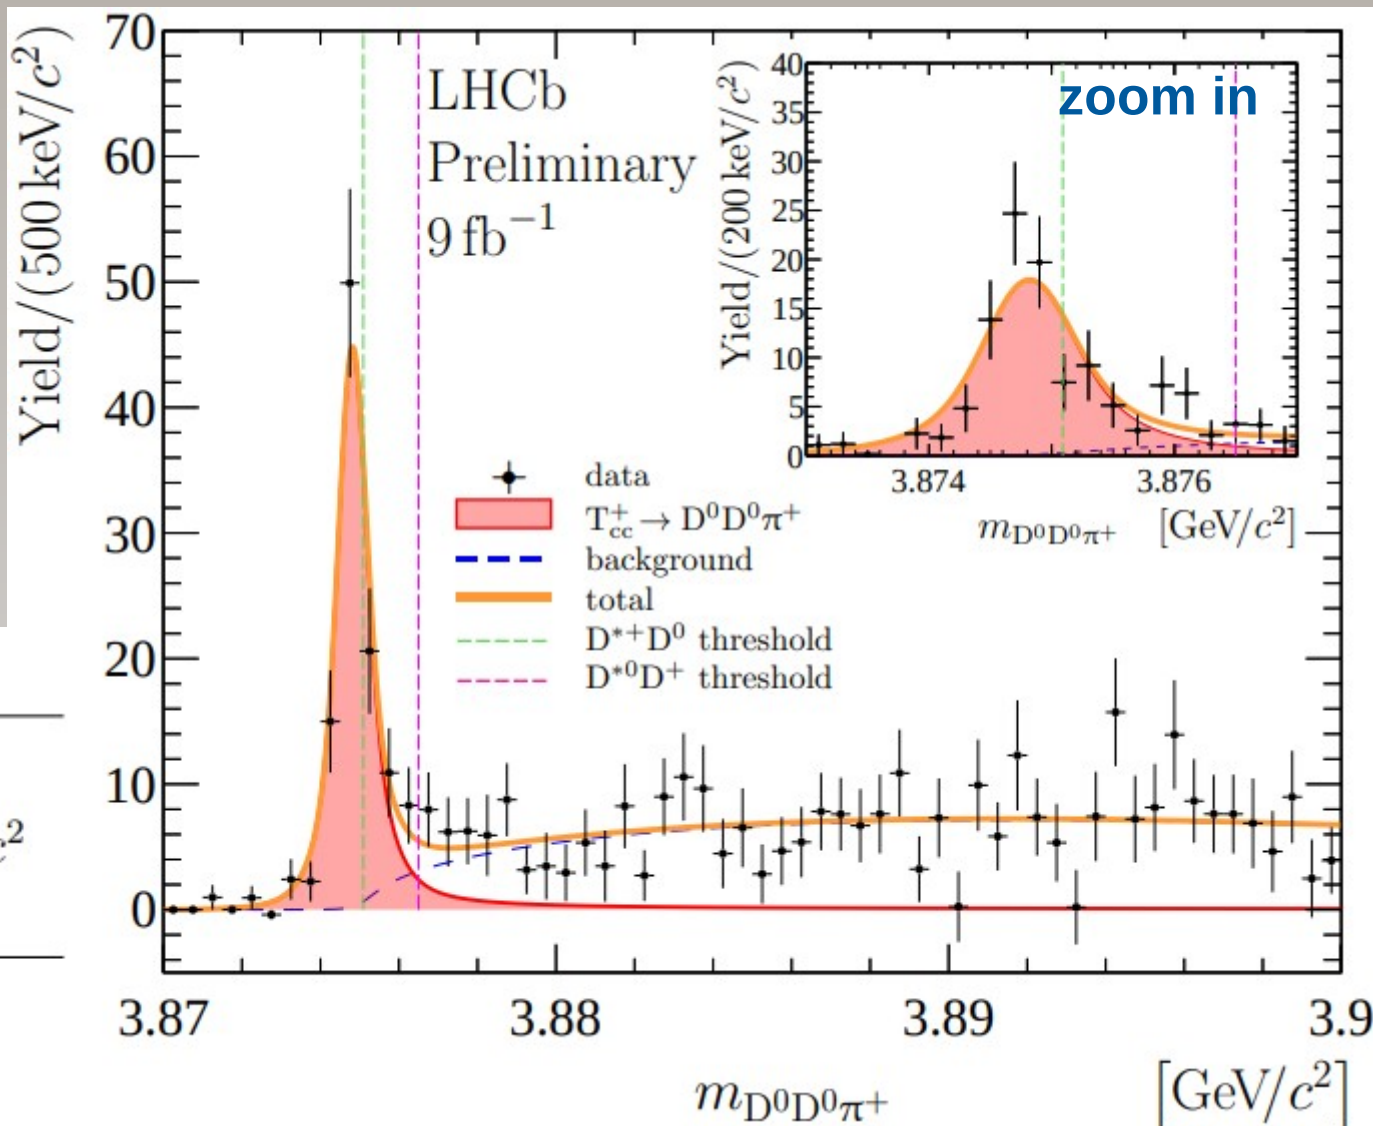 70
60
50
40
30
20
10
0
Yield/(500 keV/c²)
LHCb
Preliminary
9 fb⁻¹
zoom in
40
35
30
25
20
15
10
5
0
Yield/(200 keV/c²)
3.874 3.876
m_D⁰D⁰π⁺ [GeV/c²]
data
T⁺cc → D⁰D⁰π⁺
background
total
D*⁺D⁰ threshold
D*⁰D⁺ threshold
3.87 3.88 3.89 3.9
m_D⁰D⁰π⁺ [GeV/c²]